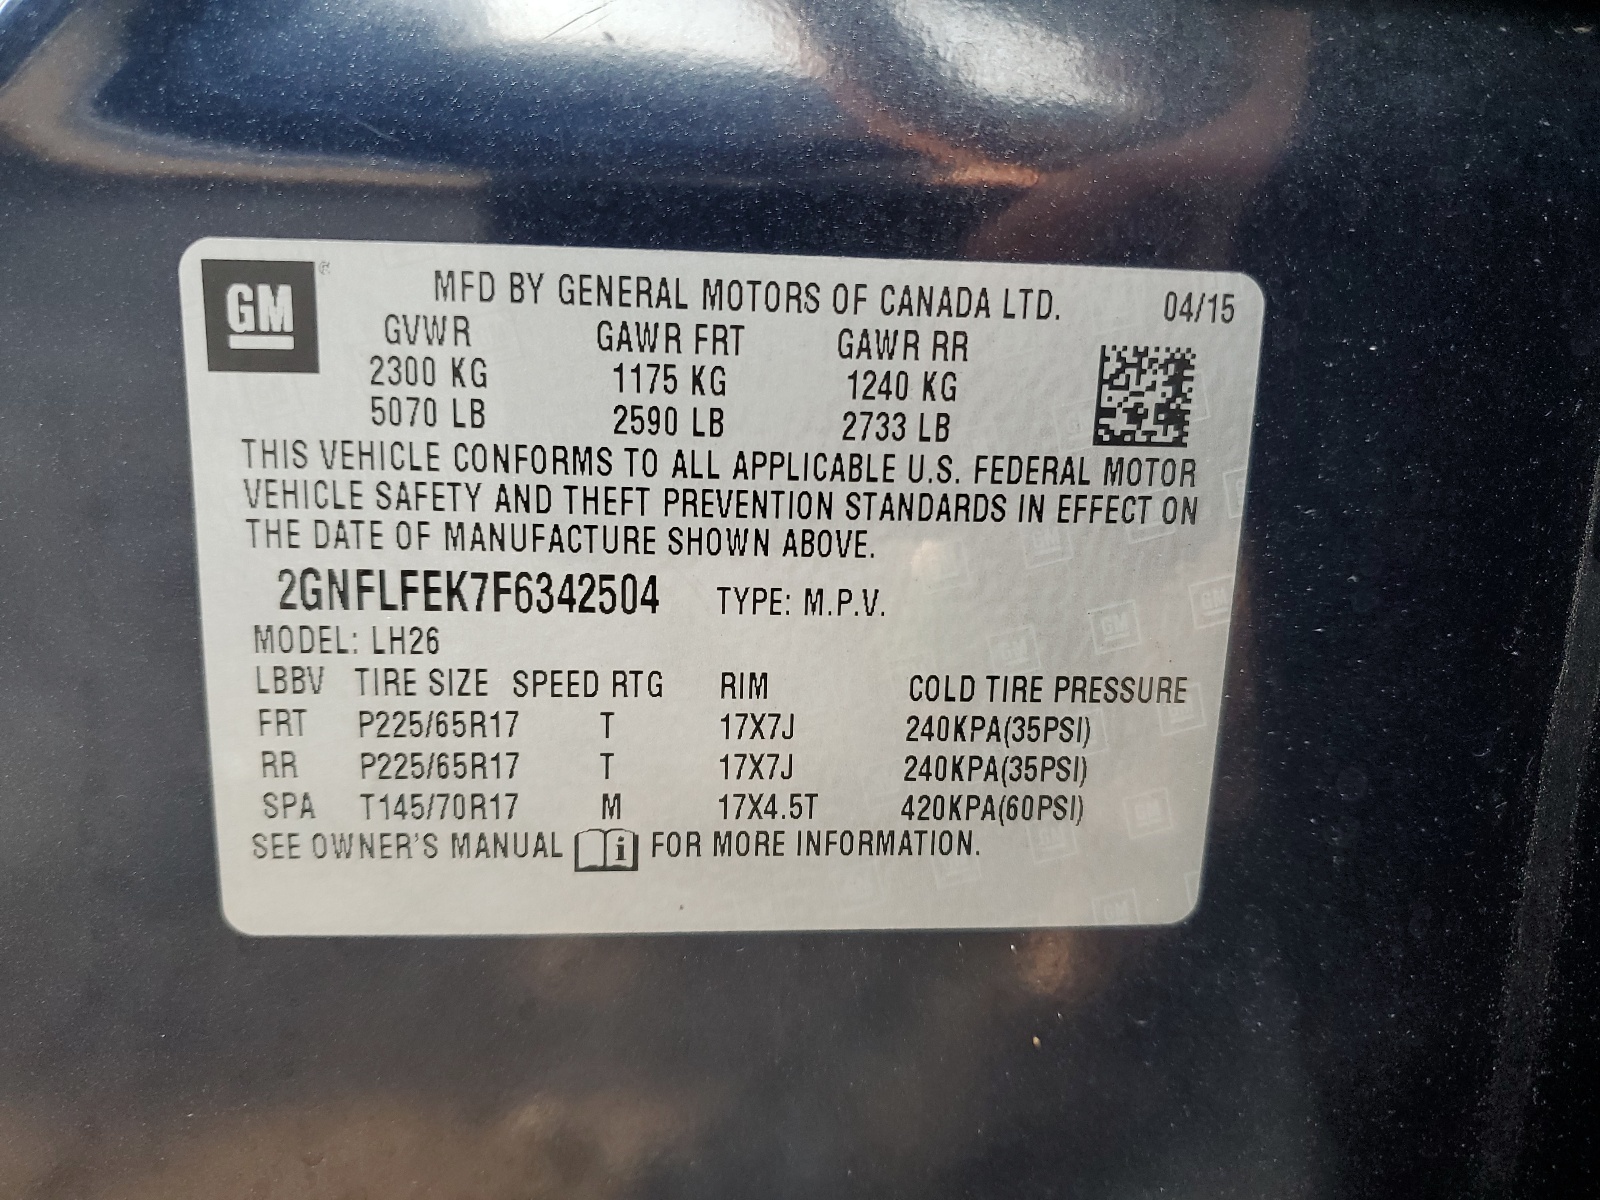 GM ®
MFD BY GENERAL MOTORS OF CANADA LTD. 04/15
GVWR GAWR FRT GAWR RR
2300 KG 1175 KG 1240 KG
5070 LB 2590 LB 2733 LB
THIS VEHICLE CONFORMS TO ALL APPLICABLE U.S. FEDERAL MOTOR
VEHICLE SAFETY AND THEFT PREVENTION STANDARDS IN EFFECT ON
THE DATE OF MANUFACTURE SHOWN ABOVE.
2GNFLFEK7F6342504 TYPE: M.P.V.
MODEL: LH26
LBBV TIRE SIZE SPEED RTG RIM COLD TIRE PRESSURE
FRT P225/65R17 T 17X7J 240KPA(35PSI)
RR P225/65R17 T 17X7J 240KPA(35PSI)
SPA T145/70R17 M 17X4.5T 420KPA(60PSI)
SEE OWNER'S MANUAL i FOR MORE INFORMATION.